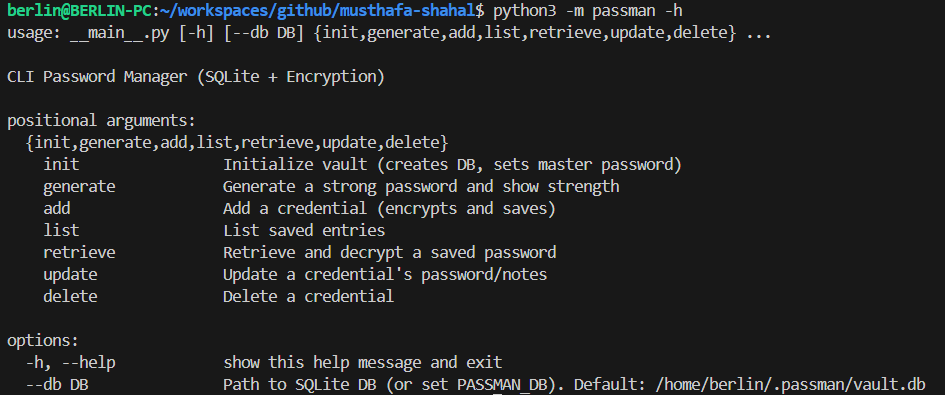 berlin@BERLIN-PC:~/workspaces/github/musthafa-shahal$ python3 -m passman -h
usage: __main__.py [-h] [--db DB] {init,generate,add,list,retrieve,update,delete} ...
CLI Password Manager (SQLite + Encryption)
positional arguments:
{init,generate,add,list,retrieve,update,delete}
init Initialize vault (creates DB, sets master password)
generate Generate a strong password and show strength
add Add a credential (encrypts and saves)
list List saved entries
retrieve Retrieve and decrypt a saved password
update Update a credential's password/notes
delete Delete a credential
options:
-h, --help show this help message and exit
--db DB Path to SQLite DB (or set PASSMAN_DB). Default: /home/berlin/.passman/vault.db